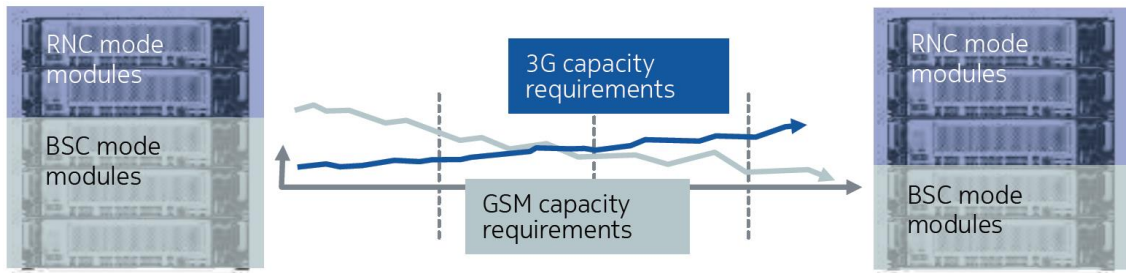 RNC mode
modules
BSC mode
modules
3G capacity
requirements
GSM capacity
requirements
RNC mode
modules
BSC mode
modules